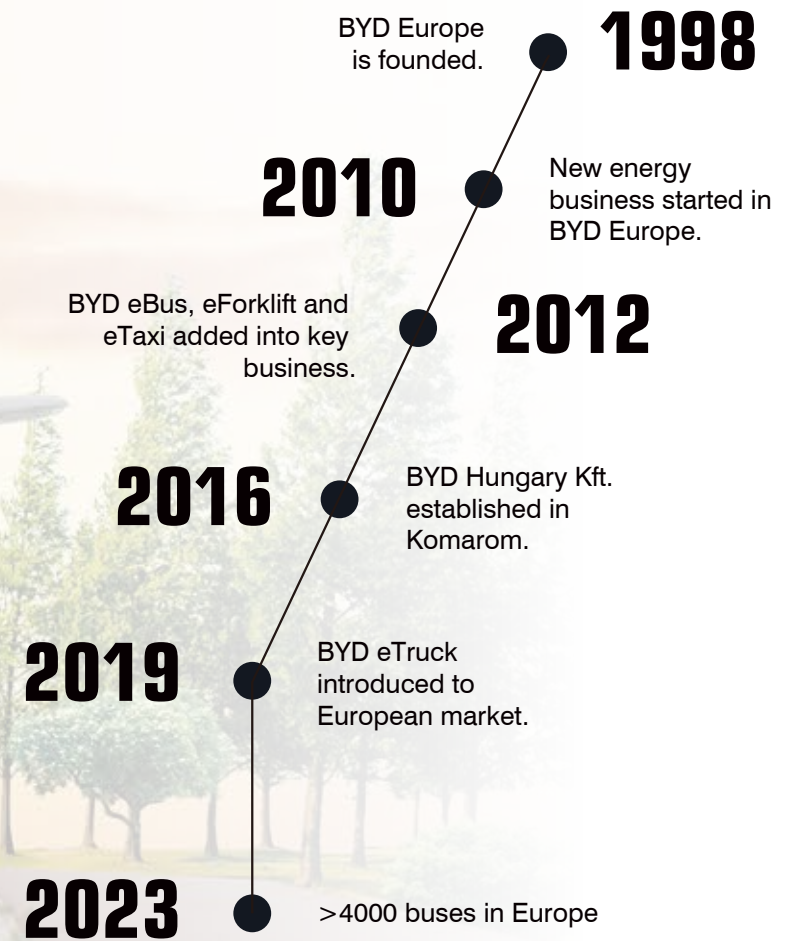 BYD Europe
is founded.
1998
2010
New energy
business started in
BYD Europe.
BYD eBus, eForklift and
eTaxi added into key
business.
2012
2016
BYD Hungary Kft.
established in
Komarom.
2019
BYD eTruck
introduced to
European market.
2023
>4000 buses in Europe